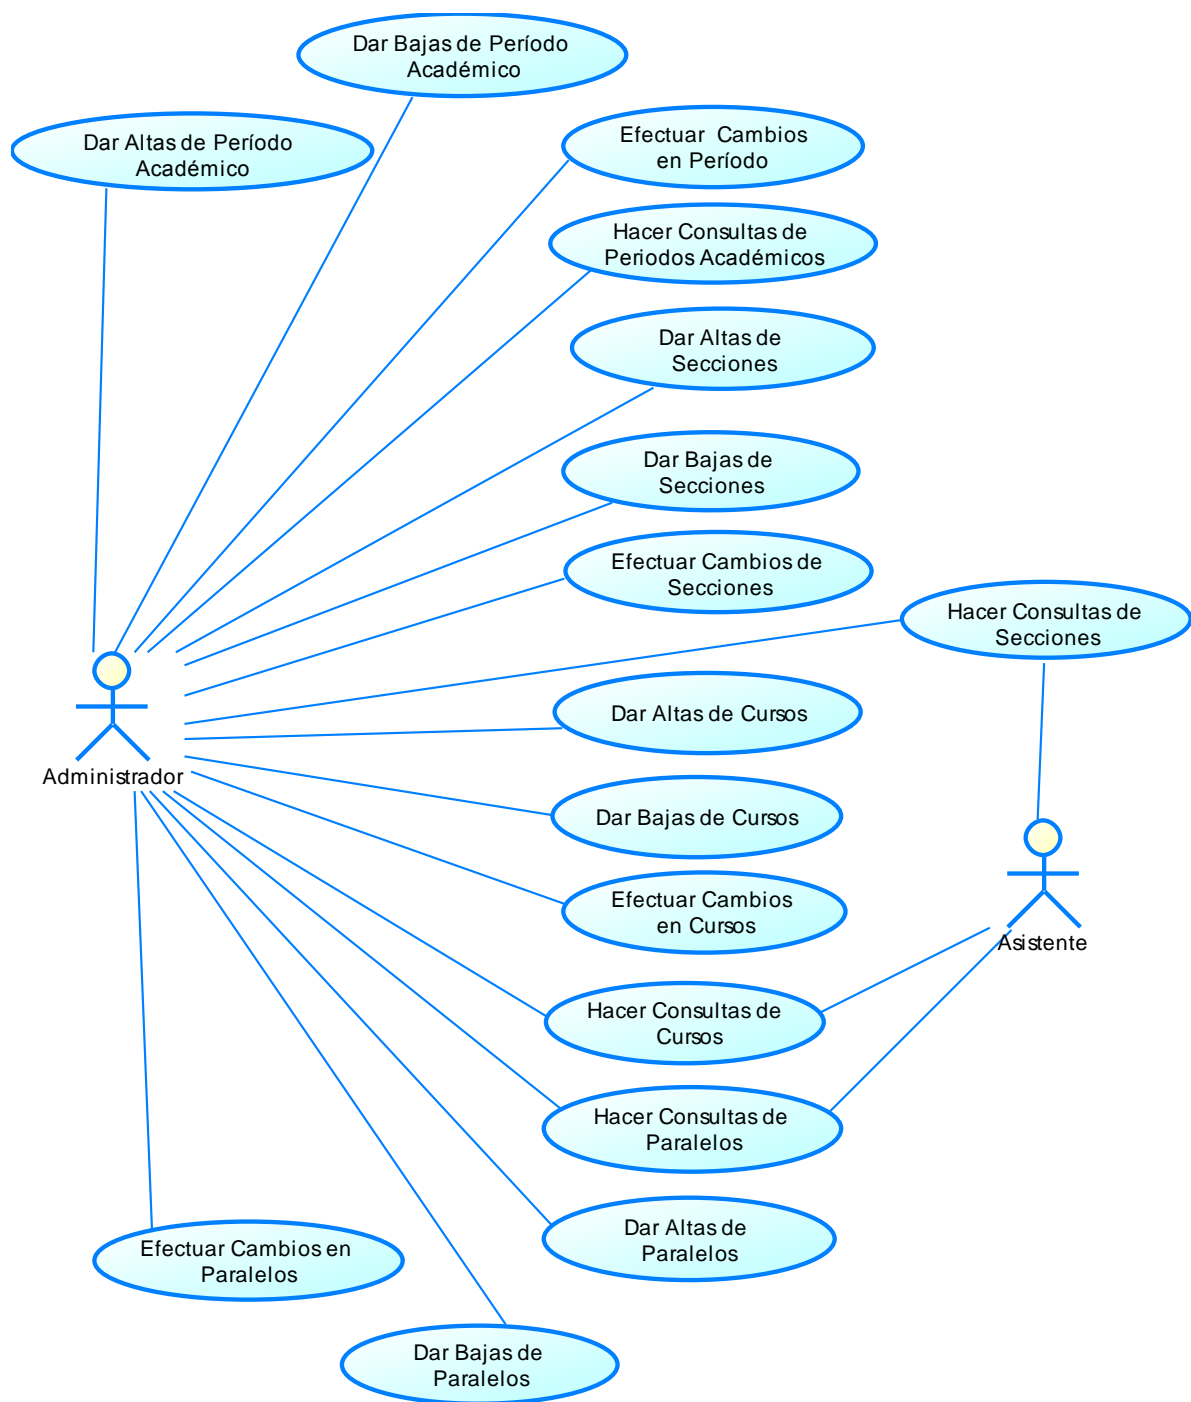 Dar Bajas de Período
Académico
Dar Altas de Período
Académico
Efectuar Cambios
en Período
Hacer Consultas de
Periodos Académicos
Dar Altas de
Secciones
Dar Bajas de
Secciones
Efectuar Cambios de
Secciones
Hacer Consultas de
Secciones
Dar Altas de Cursos
Administrador
Dar Bajas de Cursos
Efectuar Cambios
en Cursos
Asistente
Hacer Consultas de
Cursos
Hacer Consultas de
Paralelos
Dar Altas de
Paralelos
Efectuar Cambios en
Paralelos
Dar Bajas de
Paralelos